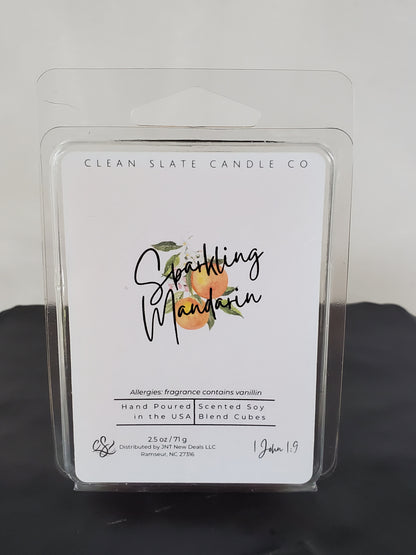 CLEAN SLATE CANDLE CO
Sparkling
Mandarin
Allergies: fragrance contains vanillin
Hand Poured
in the USA
Scented Soy
Blend Cubes
2.5 oz / 71 g
Distributed by JNT New Deals LLC
Ramseur, NC 27316
1 John 1:9